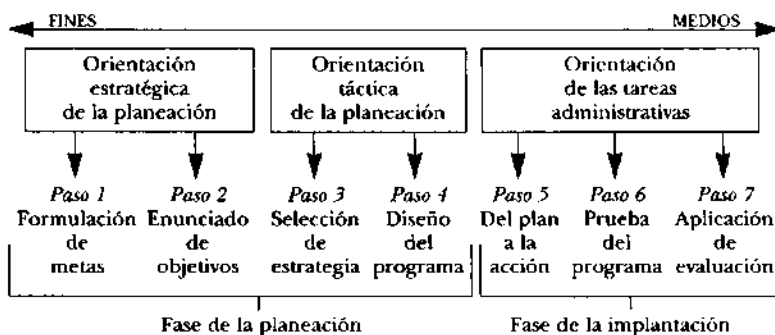 FINES MEDIOS
Orientación
estratégica
de la planeación
Orientación
táctica
de la planeación
Orientación
de las tareas
administrativas
Paso 1
Formulación
de
metas
Paso 2
Enunciado
de
objetivos
Paso 3
Selección
de
estrategia
Paso 4
Diseño
del
programa
Paso 5
Del plan
a la
acción
Paso 6
Prueba
del
programa
Paso 7
Aplicación
de
evaluación
Fase de la planeación
Fase de la implantación